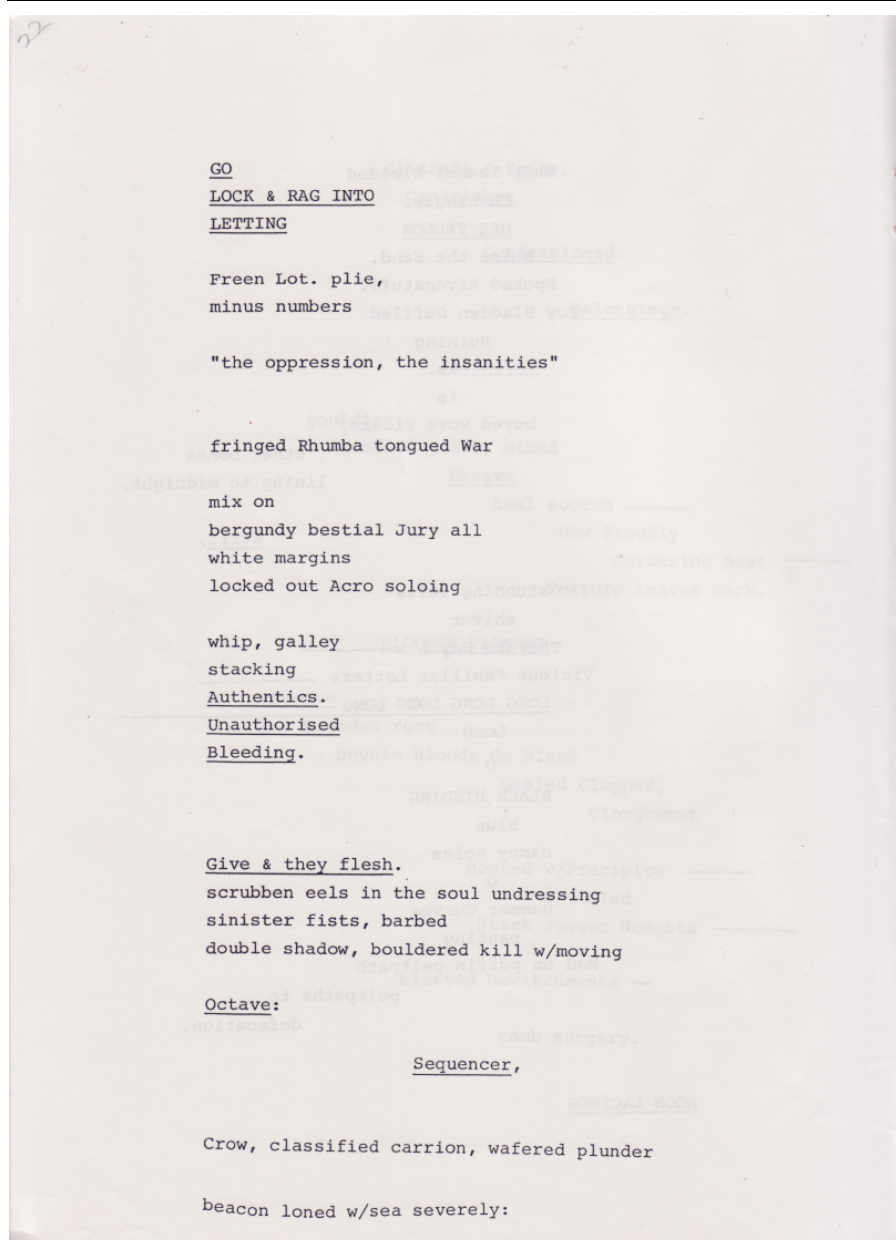 22
GO
LOCK & RAG INTO
LETTING
Freen Lot. plie,
minus numbers
"the oppression, the insanities"
fringed Rhumba tongued War
mix on
bergundy bestial Jury all
white margins
locked out Acro soloing
whip, galley
stacking
Authentics.
Unauthorised
Bleeding.
Give & they flesh.
scrubben eels in the soul undressing
sinister fists, barbed
double shadow, bouldered kill w/moving
Octave:
Sequencer,
Crow, classified carrion, wafered plunder
beacon loned w/sea severely: